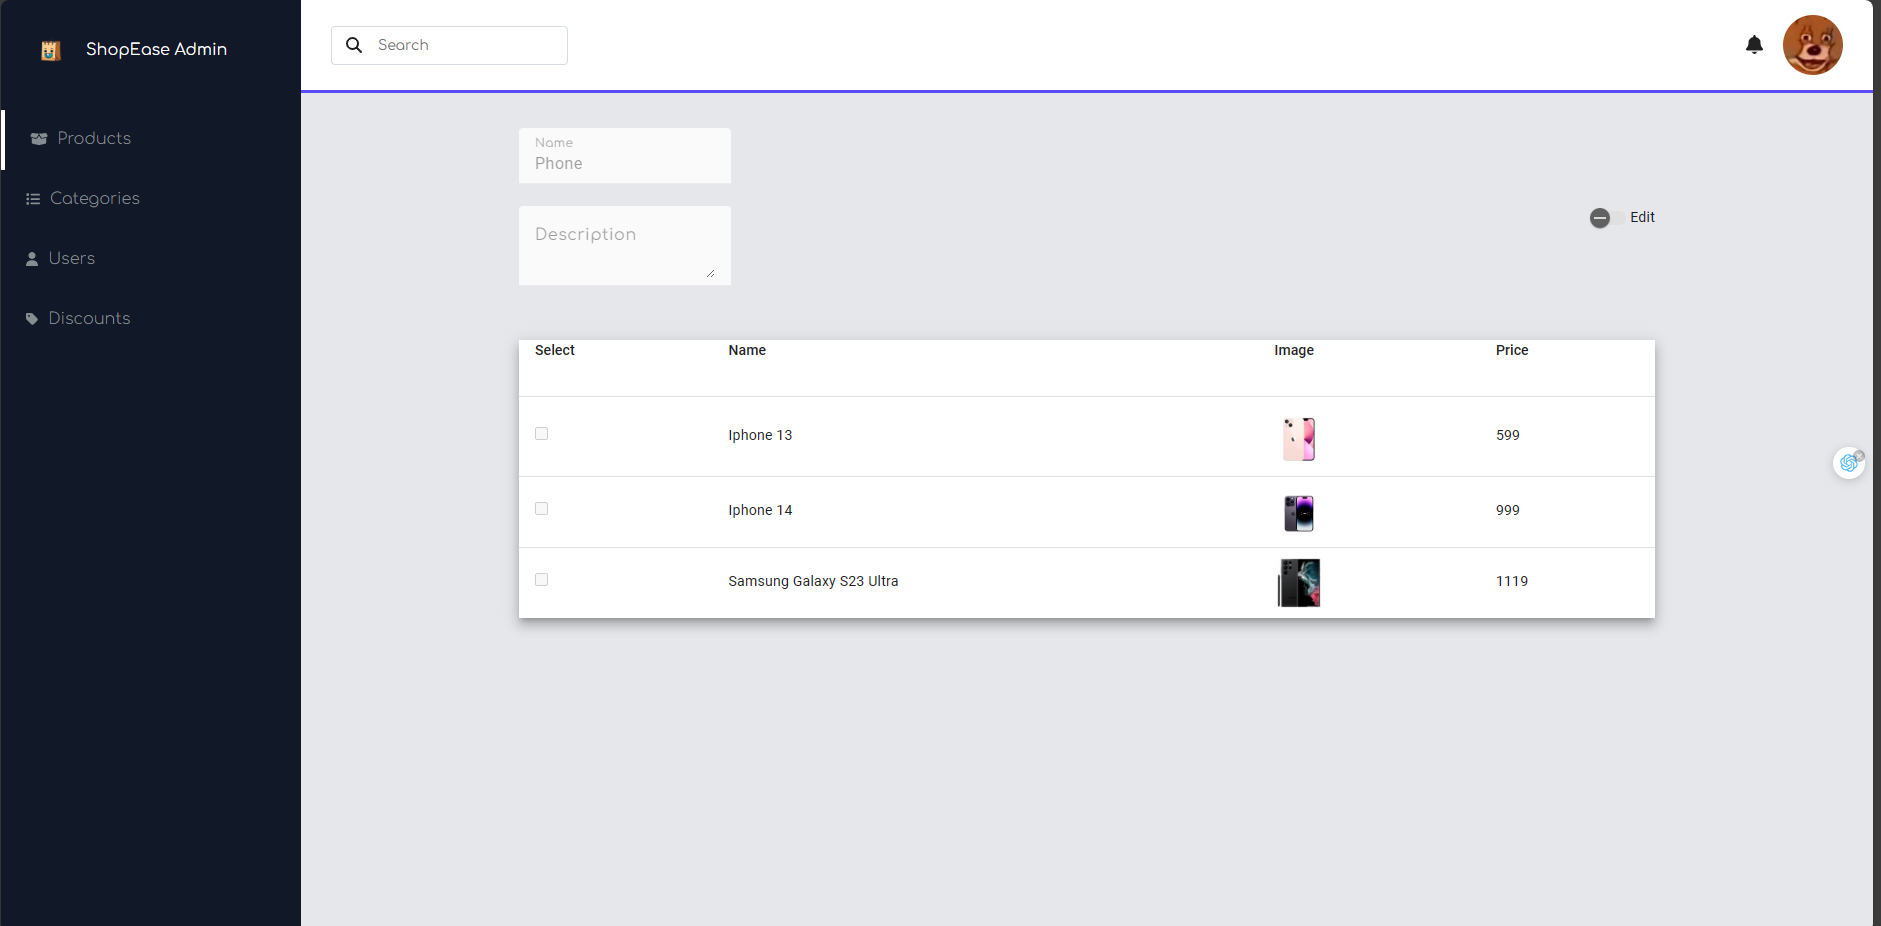 ShopEase Admin
Search
Products
Categories
Users
Discounts
Name
Phone
Description
Edit
Select Name Image Price
Iphone 13 599
Iphone 14 999
Samsung Galaxy S23 Ultra 1119